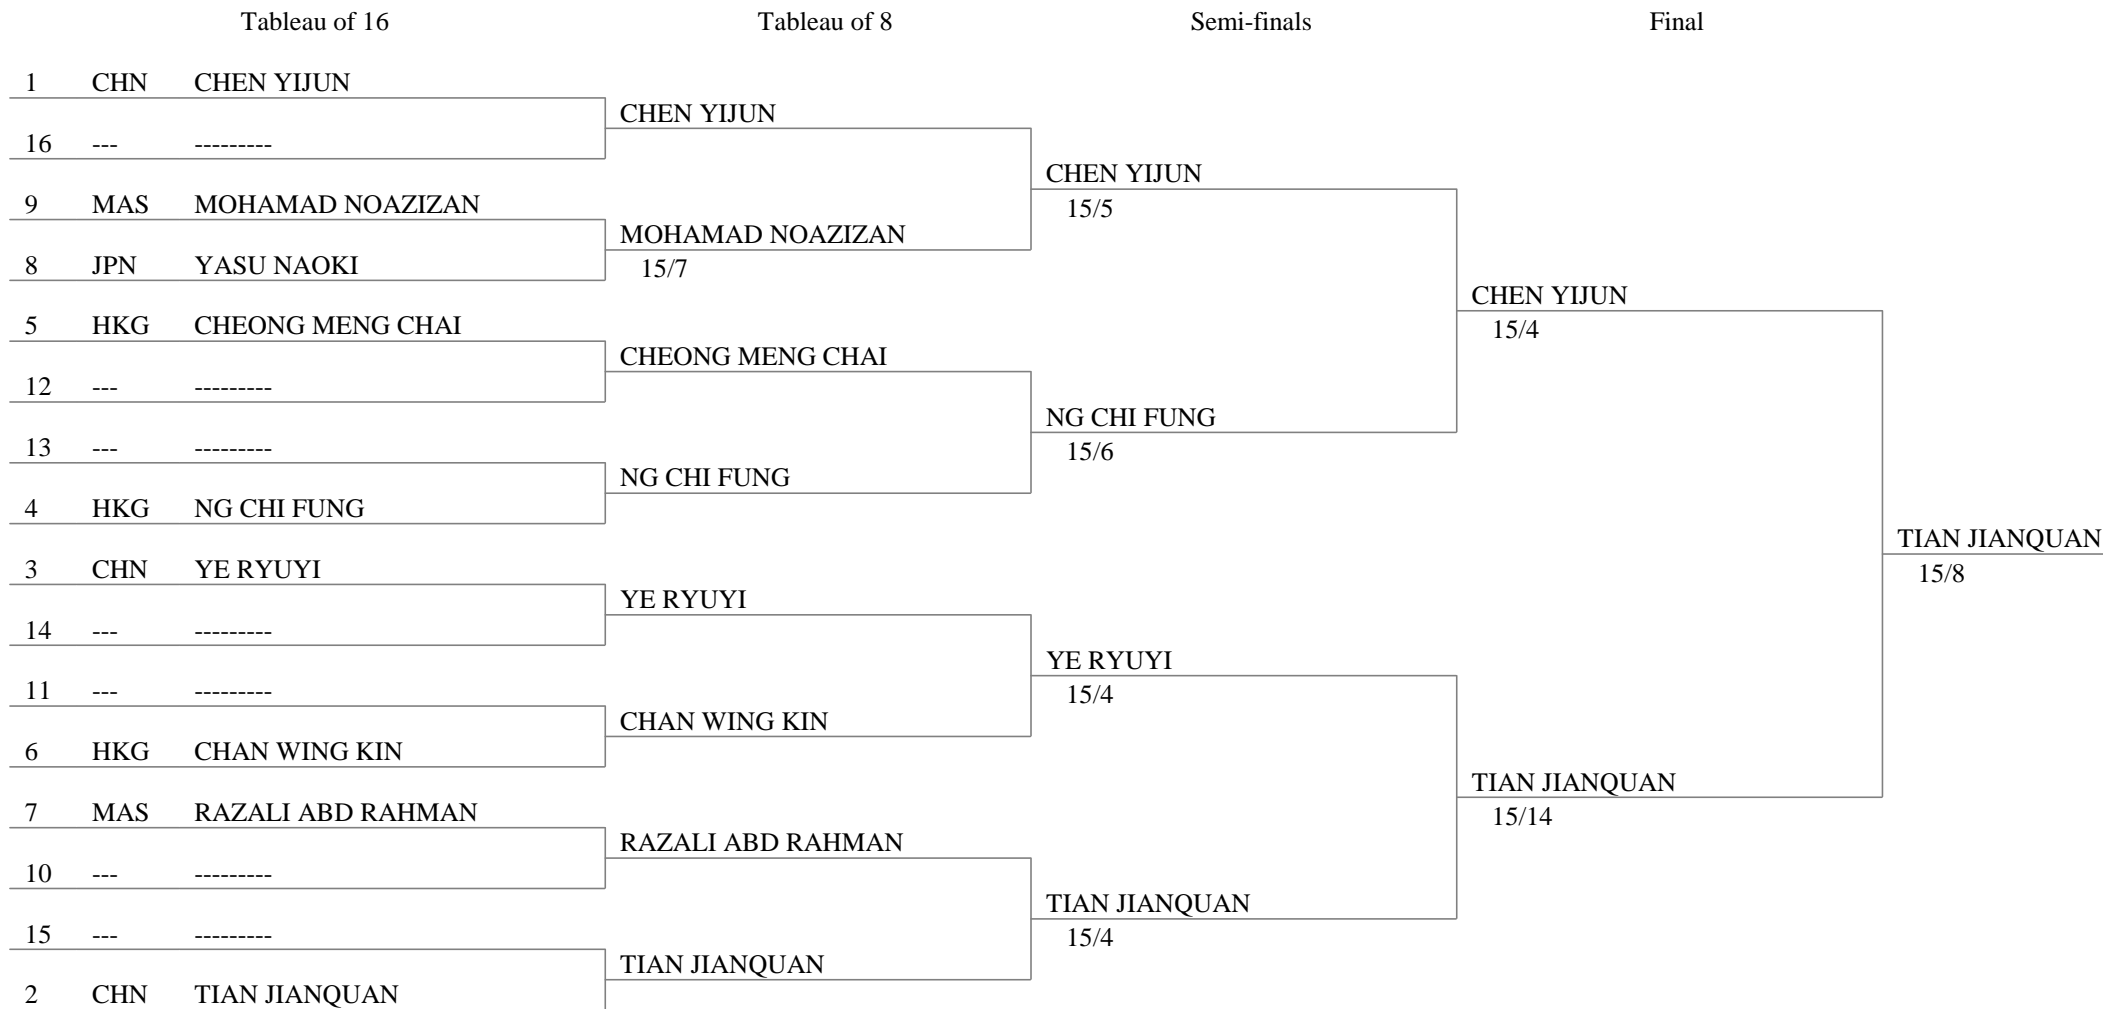 Tableau of 16 Tableau of 8 Semi-finals Final
1 CHN CHEN YIJUN
CHEN YIJUN
16 --- ---------
CHEN YIJUN
9 MAS MOHAMAD NOAZIZAN
15/5
MOHAMAD NOAZIZAN
8 JPN YASU NAOKI
15/7
CHEN YIJUN
5 HKG CHEONG MENG CHAI
15/4
CHEONG MENG CHAI
12 --- ---------
NG CHI FUNG
13 --- ---------
15/6
NG CHI FUNG
4 HKG NG CHI FUNG
TIAN JIANQUAN
3 CHN YE RYUYI
15/8
YE RYUYI
14 --- ---------
YE RYUYI
11 --- ---------
15/4
CHAN WING KIN
6 HKG CHAN WING KIN
TIAN JIANQUAN
7 MAS RAZALI ABD RAHMAN
15/14
RAZALI ABD RAHMAN
10 --- ---------
TIAN JIANQUAN
15 --- ---------
15/4
TIAN JIANQUAN
2 CHN TIAN JIANQUAN